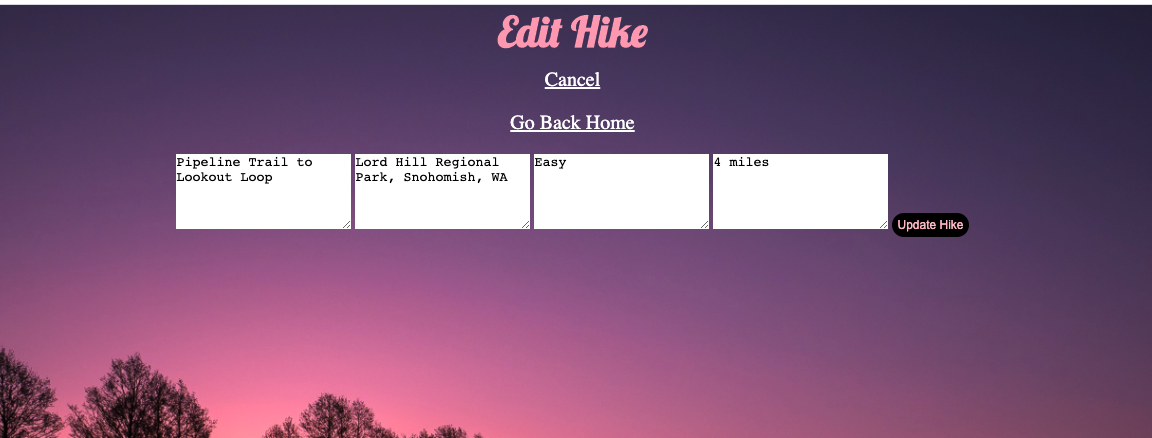 Edit Hike
Cancel
Go Back Home
Pipeline Trail to
Lookout Loop
Lord Hill Regional
Park, Snohomish, WA
Easy
4 miles
Update Hike